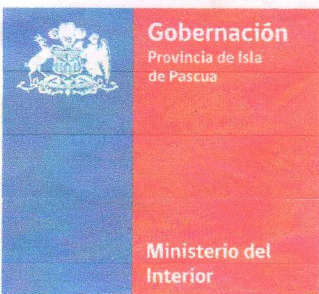 Gobernación
Provincia de Isla
de Pascua
Ministerio del
Interior